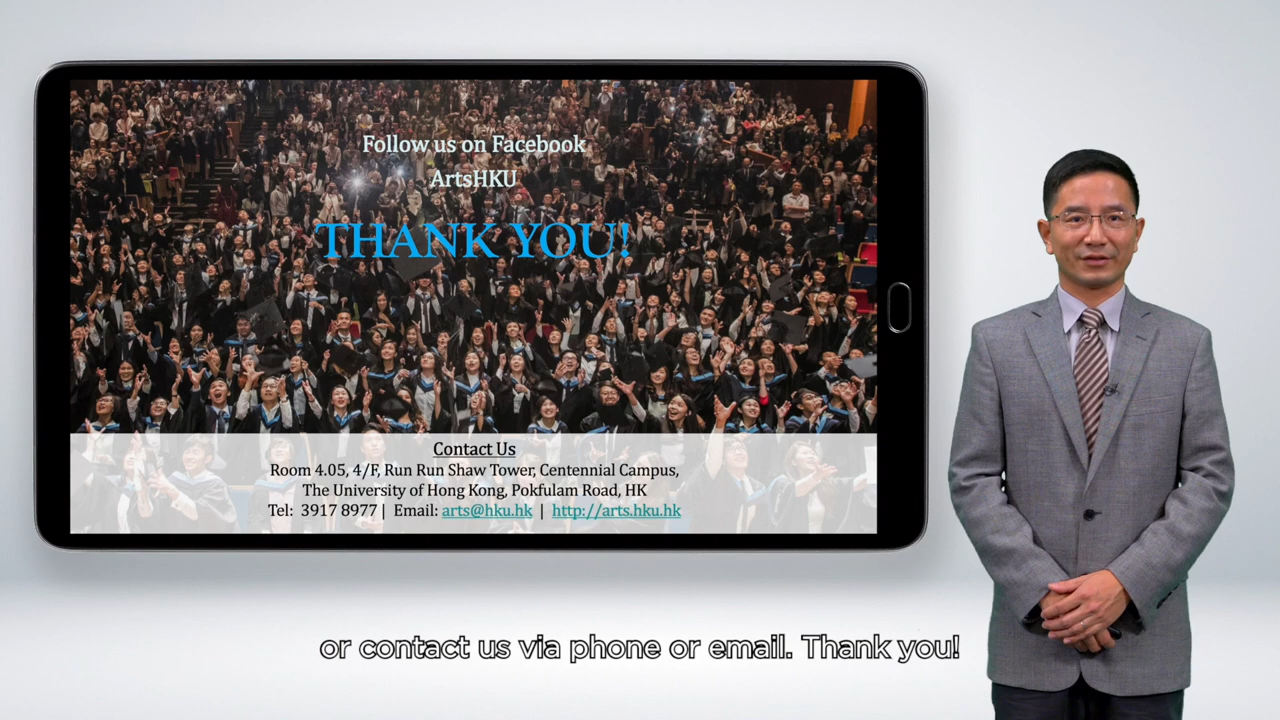 Follow us on Facebook
ArtsHKU
THANK YOU!
Contact Us
Room 4.05, 4/F, Run Run Shaw Tower, Centennial Campus,
The University of Hong Kong, Pokfulam Road, HK
Tel: 3917 8977 | Email: arts@hku.hk | http://arts.hku.hk
or contact us via phone or email. Thank you!